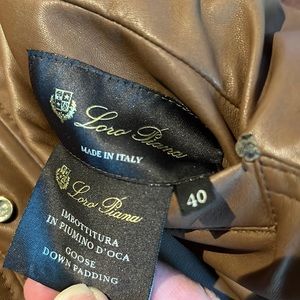 Loro Piana
MADE IN ITALY
40
Loro Piana
IMBOTTITURA
IN PIUMINO D'OCA
GOOSE
DOWN PADDING